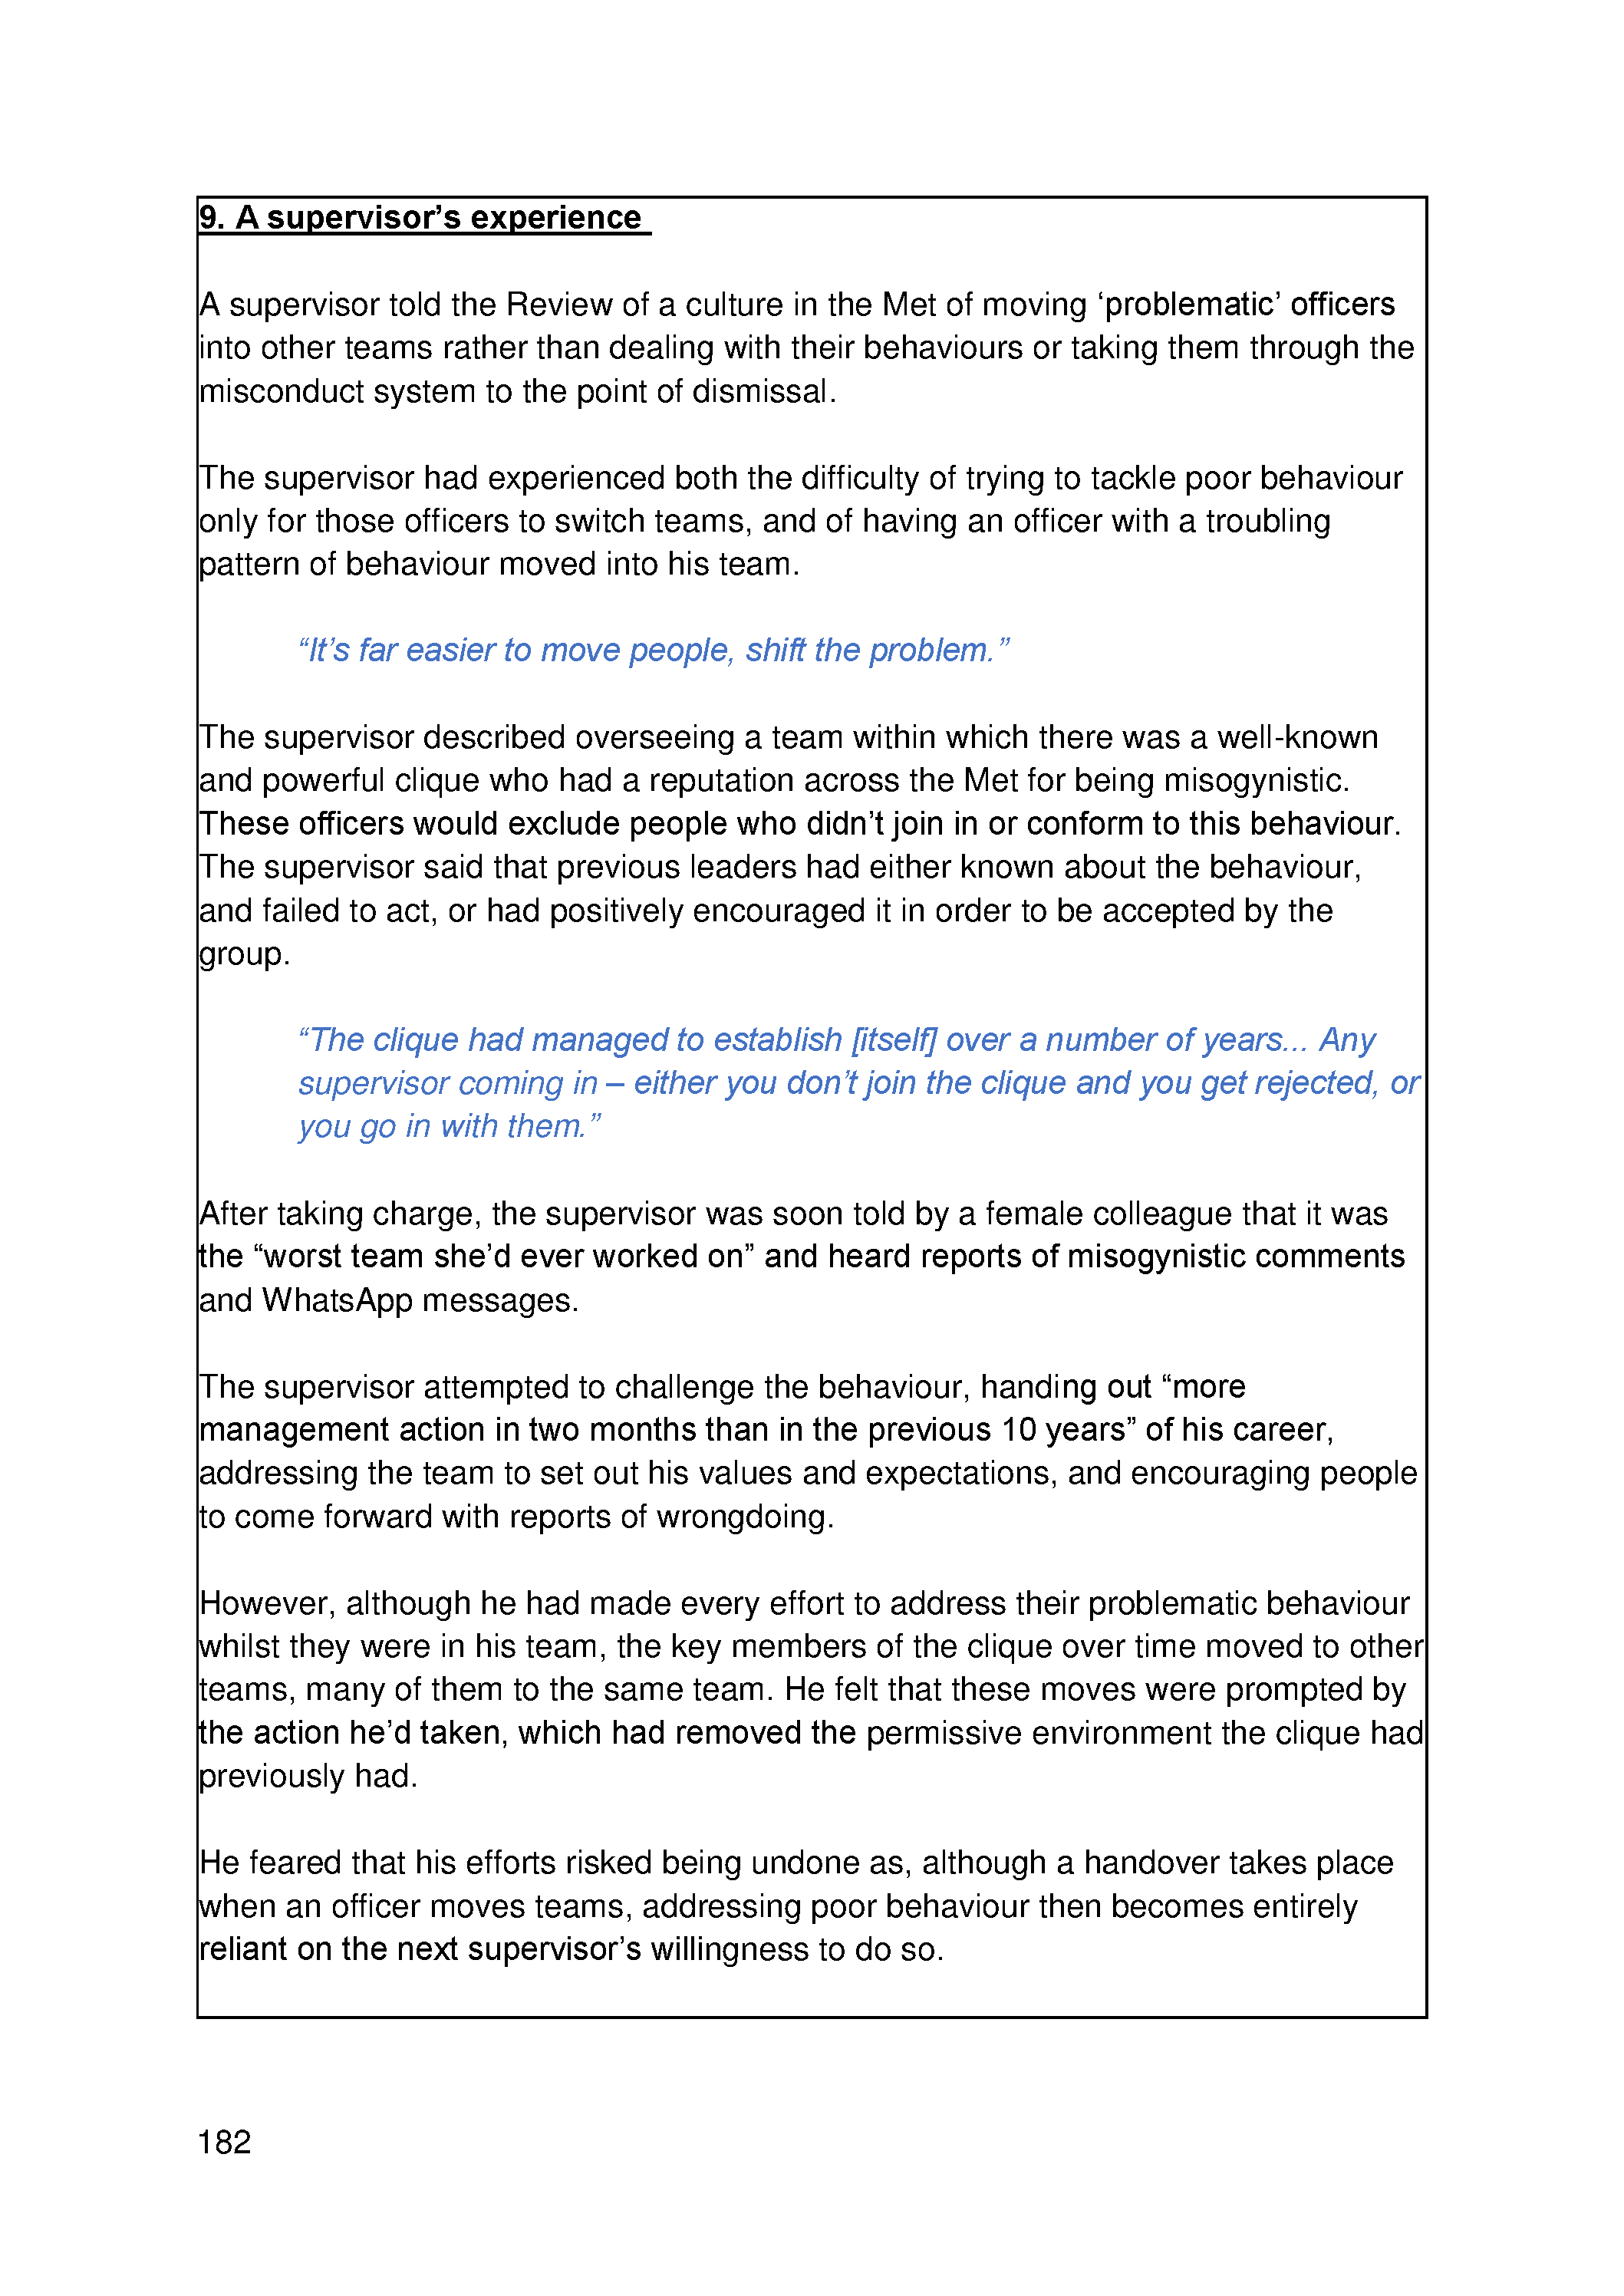 9. A supervisor’s experience
A supervisor told the Review of a culture in the Met of moving ‘problematic’ officers
into other teams rather than dealing with their behaviours or taking them through the
misconduct system to the point of dismissal.
The supervisor had experienced both the difficulty of trying to tackle poor behaviour
only for those officers to switch teams, and of having an officer with a troubling
pattern of behaviour moved into his team.
“It’s far easier to move people, shift the problem.”
The supervisor described overseeing a team within which there was a well-known
and powerful clique who had a reputation across the Met for being misogynistic.
These officers would exclude people who didn’t join in or conform to this behaviour.
The supervisor said that previous leaders had either known about the behaviour,
and failed to act, or had positively encouraged it in order to be accepted by the
group.
“The clique had managed to establish [itself] over a number of years... Any
supervisor coming in – either you don’t join the clique and you get rejected, or
you go in with them.”
After taking charge, the supervisor was soon told by a female colleague that it was
the “worst team she’d ever worked on” and heard reports of misogynistic comments
and WhatsApp messages.
The supervisor attempted to challenge the behaviour, handing out “more
management action in two months than in the previous 10 years” of his career,
addressing the team to set out his values and expectations, and encouraging people
to come forward with reports of wrongdoing.
However, although he had made every effort to address their problematic behaviour
whilst they were in his team, the key members of the clique over time moved to other
teams, many of them to the same team. He felt that these moves were prompted by
the action he’d taken, which had removed the permissive environment the clique had
previously had.
He feared that his efforts risked being undone as, although a handover takes place
when an officer moves teams, addressing poor behaviour then becomes entirely
reliant on the next supervisor’s willingness to do so.
182